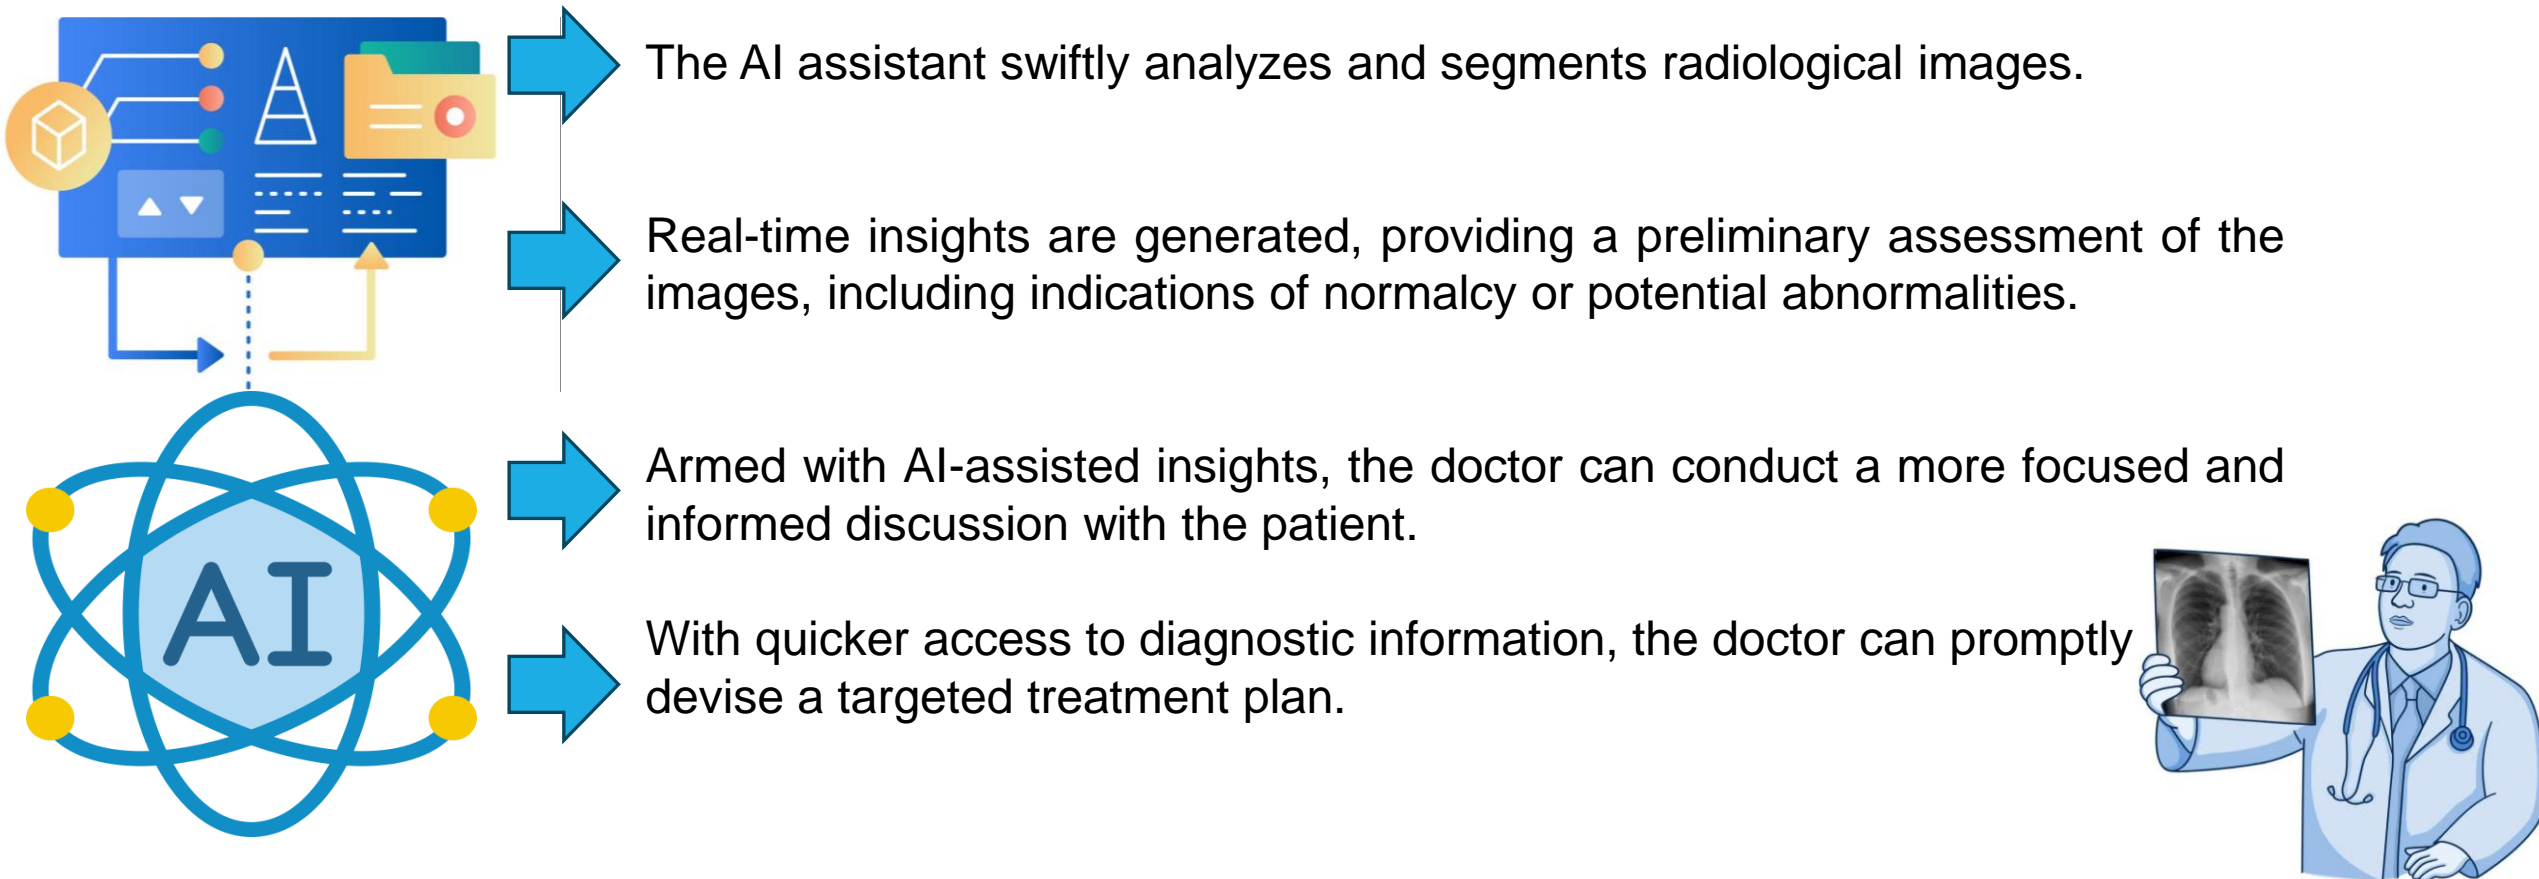 The AI assistant swiftly analyzes and segments radiological images.
Real-time insights are generated, providing a preliminary assessment of the
images, including indications of normalcy or potential abnormalities.
Armed with AI-assisted insights, the doctor can conduct a more focused and
informed discussion with the patient.
With quicker access to diagnostic information, the doctor can promptly
devise a targeted treatment plan.
AI